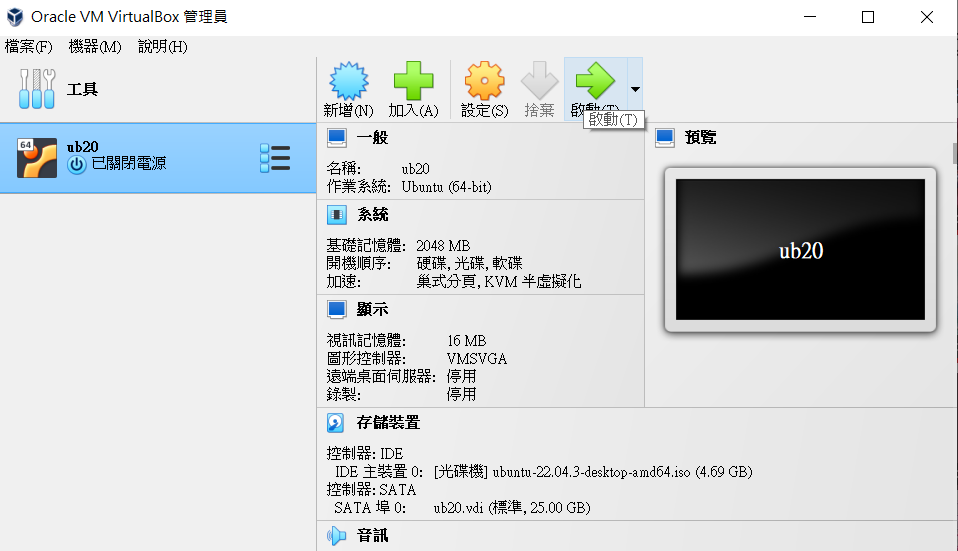 Oracle VM VirtualBox 管理員
檔案(F) 機器(M) 說明(H)
工具
新增(N) 加入(A) 設定(S) 捨棄 啟動(T)
啟動(T)
64
ub20
已關閉電源
一般
名稱: ub20
作業系統: Ubuntu (64-bit)
系統
基礎記憶體: 2048 MB
開機順序: 硬碟, 光碟, 軟碟
加速: 巢式分頁, KVM 半虛擬化
顯示
視訊記憶體: 16 MB
圖形控制器: VMSVGA
遠端桌面伺服器: 停用
錄製: 停用
預覽
ub20
存儲裝置
控制器: IDE
IDE 主裝置 0: [光碟機] ubuntu-22.04.3-desktop-amd64.iso (4.69 GB)
控制器: SATA
SATA 埠 0: ub20.vdi (標準, 25.00 GB)
音訊